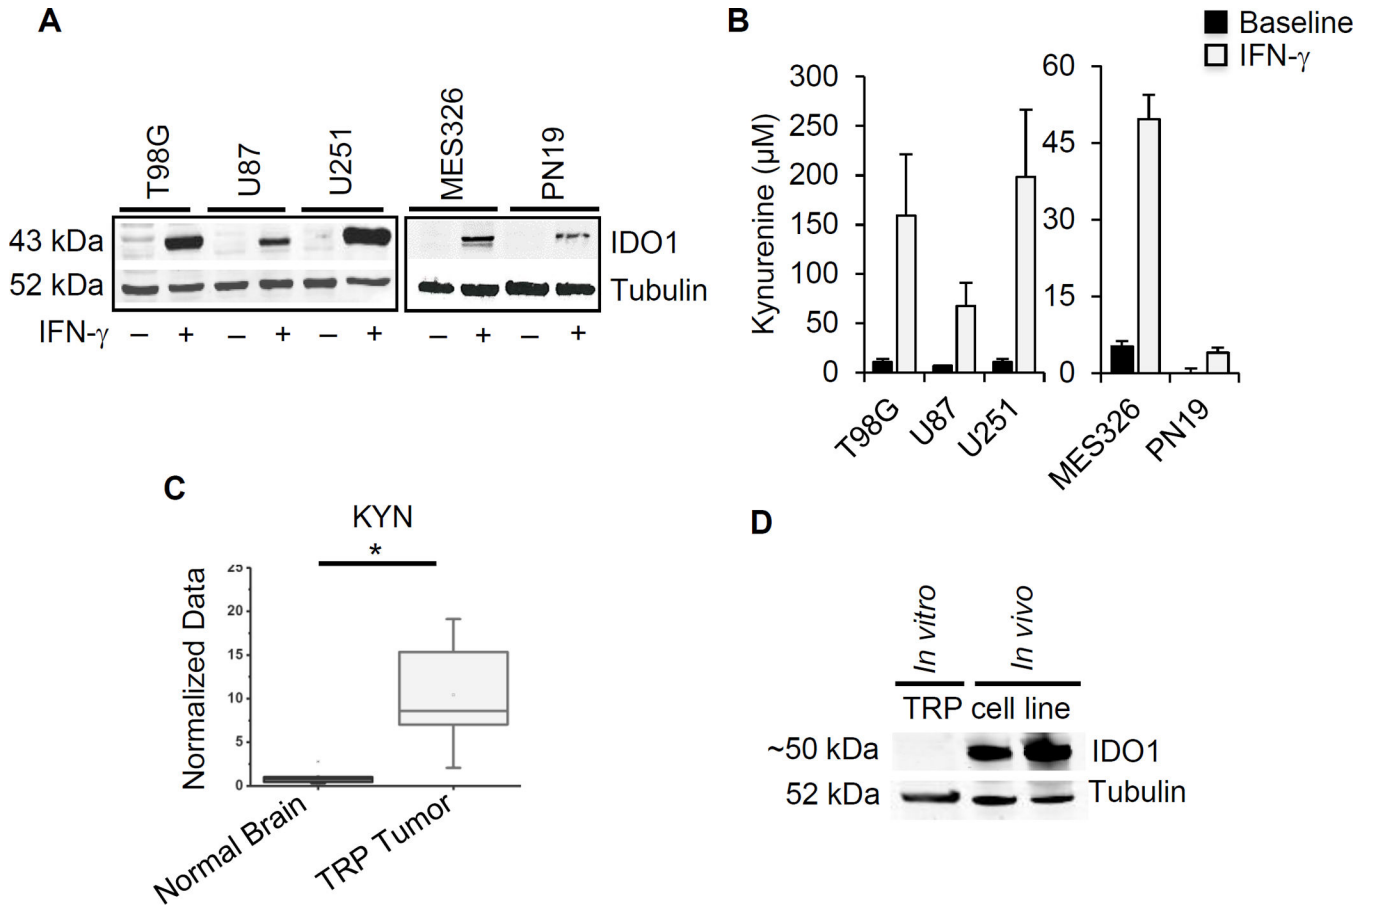 A
T98G
U87
U251
MES326
PN19
43 kDa
IDO1
52 kDa
Tubulin
IFN-γ – + – + – + – + – +
B
Baseline
IFN-γ
Kynurenine (µM)
300
250
200
150
100
50
0
T98G
U87
U251
60
45
30
15
0
MES326
PN19
C
KYN
*
Normalized Data
25
20
15
10
5
0
Normal Brain
TRP Tumor
D
In vitro
In vivo
TRP cell line
~50 kDa
IDO1
52 kDa
Tubulin